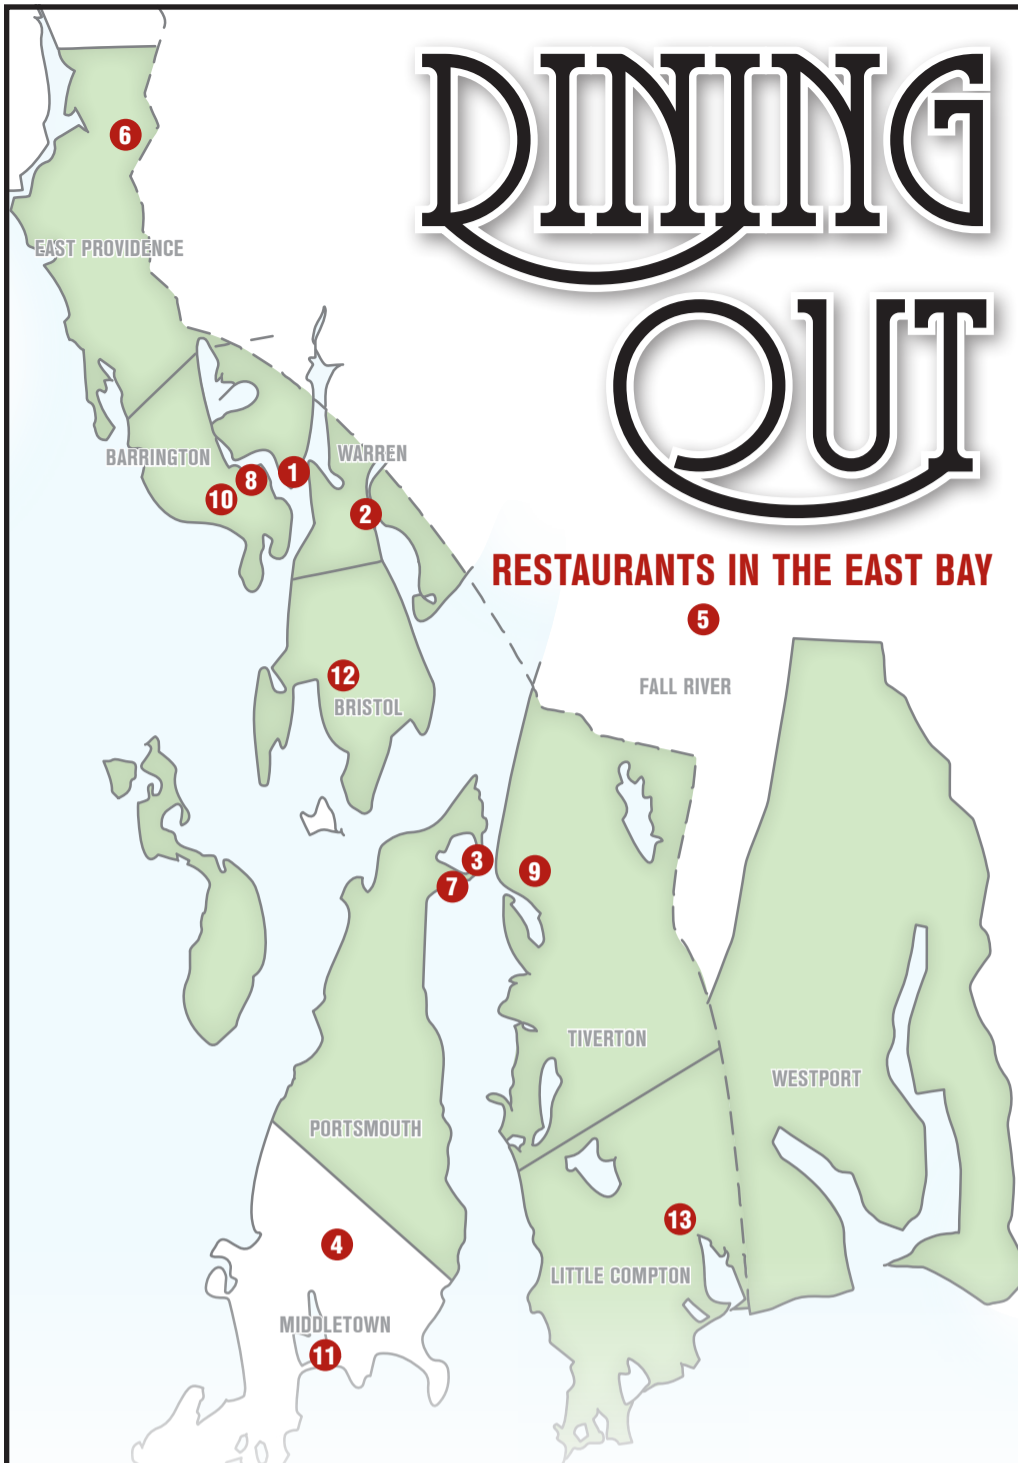 DINING
OUT
RESTAURANTS IN THE EAST BAY
6
EAST PROVIDENCE
BARRINGTON
WARREN
1
8
10
2
5
FALL RIVER
12
BRISTOL
3
7
9
TIVERTON
WESTPORT
PORTSMOUTH
13
4
LITTLE COMPTON
MIDDLETOWN
11